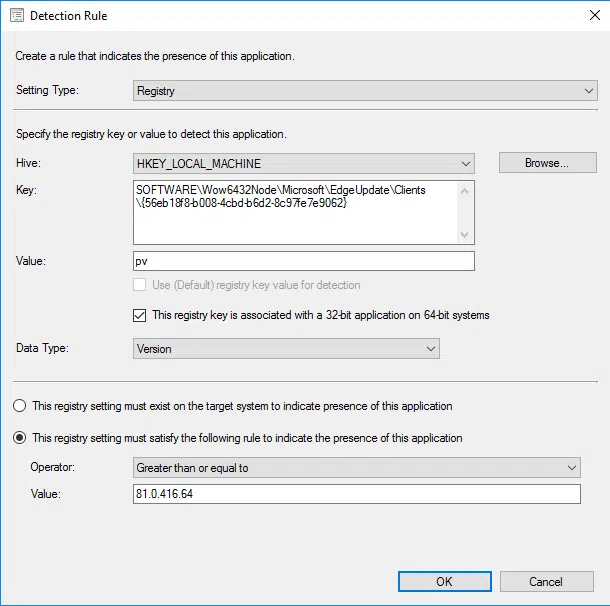 Detection Rule
Create a rule that indicates the presence of this application.
Setting Type:
Registry
Specify the registry key or value to detect this application.
Hive:
HKEY_LOCAL_MACHINE
Browse...
Key:
SOFTWARE\Wow6432Node\Microsoft\EdgeUpdate\Clients
\{56eb18f8-b008-4cbd-b6d2-8c97fe7e9062}
Value:
pv
Use (Default) registry key value for detection
This registry key is associated with a 32-bit application on 64-bit systems
Data Type:
Version
This registry setting must exist on the target system to indicate presence of this application
This registry setting must satisfy the following rule to indicate the presence of this application
Operator:
Greater than or equal to
Value:
81.0.416.64
OK
Cancel